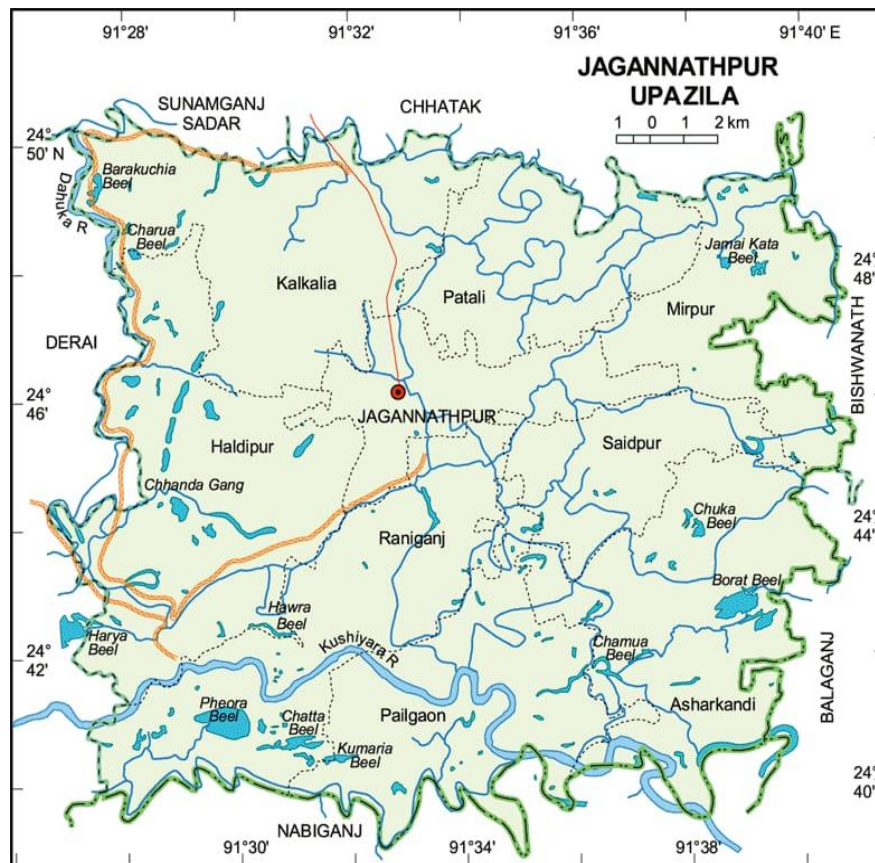 91°28'
91°32'
91°36'
91°40' E
JAGANNATHPUR
UPAZILA
1 0 1 2 km
SUNAMGANJ
SADAR
CHHATAK
24°
50' N
Barakuchia
Beel
Dahuka R
Charua
Beel
Jamai Kata
Beel
24°
48'
Kalkalia
Patali
Mirpur
DERAI
BISHWANATH
24°
46'
JAGANNATHPUR
Haldipur
Saidpur
Chhanda Gang
Chuka
Beel
24°
44'
Raniganj
Borat Beel
Hawra
Beel
Harya
Beel
Kushiyara R
24°
42'
Chamua
Beel
Asharkandi
BALAGANJ
Pheora
Beel
Chatta
Beel
Pailgaon
Kumaria
Beel
24°
40'
NABIGANJ
91°30'
91°34'
91°38'